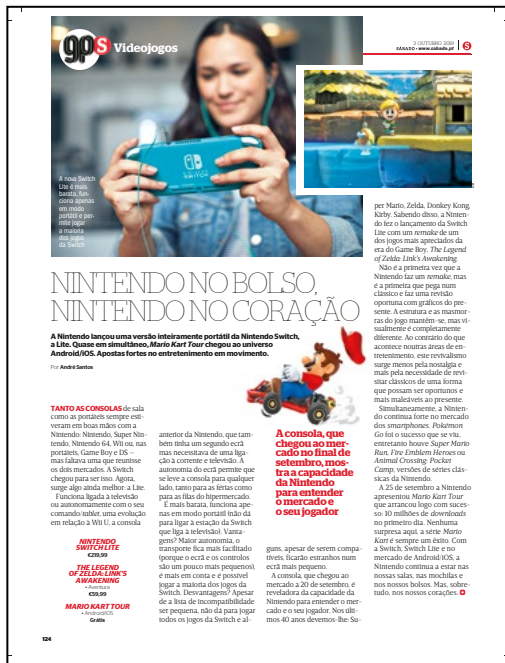 gps Videojogos
3 OUTUBRO 2019
SÁBADO • www.sabado.pt
S
A nova Switch
Lite é mais
barata, fun-
ciona apenas
em modo
portátil e per-
mite jogar
a maioria
dos jogos
da Switch
NINTENDO NO BOLSO,
NINTENDO NO CORAÇÃO
A Nintendo lançou uma versão inteiramente portátil da Nintendo Switch,
a Lite. Quase em simultâneo, Mario Kart Tour chegou ao universo
Android/iOS. Apostas fortes no entretenimento em movimento.
Por André Santos
TANTO AS CONSOLAS de sala
como as portáteis sempre esti-
veram em boas mãos com a
Nintendo: Nintendo, Super Nin-
tendo, Nintendo 64, Wii ou, nas
portáteis, Game Boy e DS –
mas faltava uma que reunisse
os dois mercados. A Switch
chegou para ser isso. Agora,
surge algo ainda melhor: a Lite.
Funciona ligada à televisão
ou autonomamente com o seu
comando/tablet, uma evolução
em relação à Wii U, a consola
NINTENDO
SWITCH LITE
€219,99
THE LEGEND
OF ZELDA: LINK'S
AWAKENING
• Aventura
€59,99
MARIO KART TOUR
• Android/iOS
Grátis
anterior da Nintendo, que tam-
bém tinha um segundo ecrã
mas necessitava de uma liga-
ção à corrente e televisão. A
autonomia do ecrã permite que
se leve a consola para qualquer
lado, tanto para as férias como
para as filas do hipermercado.
É mais barata, funciona ape-
nas em modo portátil (não dá
para ligar à estação da Switch
que liga à televisão). Vanta-
gens? Maior autonomia, o
transporte fica mais facilitado
(porque o ecrã e os controlos
são um pouco mais pequenos),
é mais em conta e é possível
jogar a maioria dos jogos da
Switch. Desvantagens? Apesar
de a lista de incompatibilidade
ser pequena, não dá para jogar
todos os jogos da Switch e al-
A consola, que
chegou ao mer-
cado no final de
setembro, mos-
tra a capacidade
da Nintendo
para entender
o mercado e
o seu jogador
guns, apesar de serem compa-
tíveis, ficarão estranhos num
ecrã mais pequeno.
A consola, que chegou ao
mercado a 20 de setembro, é
reveladora da capacidade da
Nintendo para entender o mer-
cado e o seu jogador. Nos últi-
mos 40 anos devemos-lhe: Su-
per Mario, Zelda, Donkey Kong,
Kirby. Sabendo disso, a Ninten-
do fez o lançamento da Switch
Lite com um remake de um
dos jogos mais apreciados da
era do Game Boy, The Legend
of Zelda: Link's Awakening.
Não é a primeira vez que a
Nintendo faz um remake, mas
é a primeira que pega num
clássico e faz uma revisão
oportuna com gráficos do pre-
sente. A estrutura e as masmor-
ras do jogo mantêm-se, mas vi-
sualmente é completamente
diferente. Ao contrário do que
acontece noutras áreas de en-
tretenimento, este revivalismo
surge menos pela nostalgia e
mais pela necessidade de revi-
sitar clássicos de uma forma
que possam ser oportunos e
mais maleáveis ao presente.
Simultaneamente, a Ninten-
do continua forte no mercado
dos smartphones. Pokémon
Go foi o sucesso que se viu,
entretanto houve Super Mario
Run, Fire Emblem Heroes ou
Animal Crossing: Pocket
Camp, versões de séries clás-
sicas da Nintendo.
A 25 de setembro a Nintendo
apresentou Mario Kart Tour
que arrancou logo com suces-
so: 10 milhões de downloads
no primeiro dia. Nenhuma
surpresa aqui, a série Mario
Kart é sempre um êxito. Com
a Switch, Switch Lite e no
mercado de Android/iOS, a
Nintendo continua a estar nas
nossas salas, nas mochilas e
nos nossos bolsos. Mas, sobre-
tudo, nos nossos corações.
124